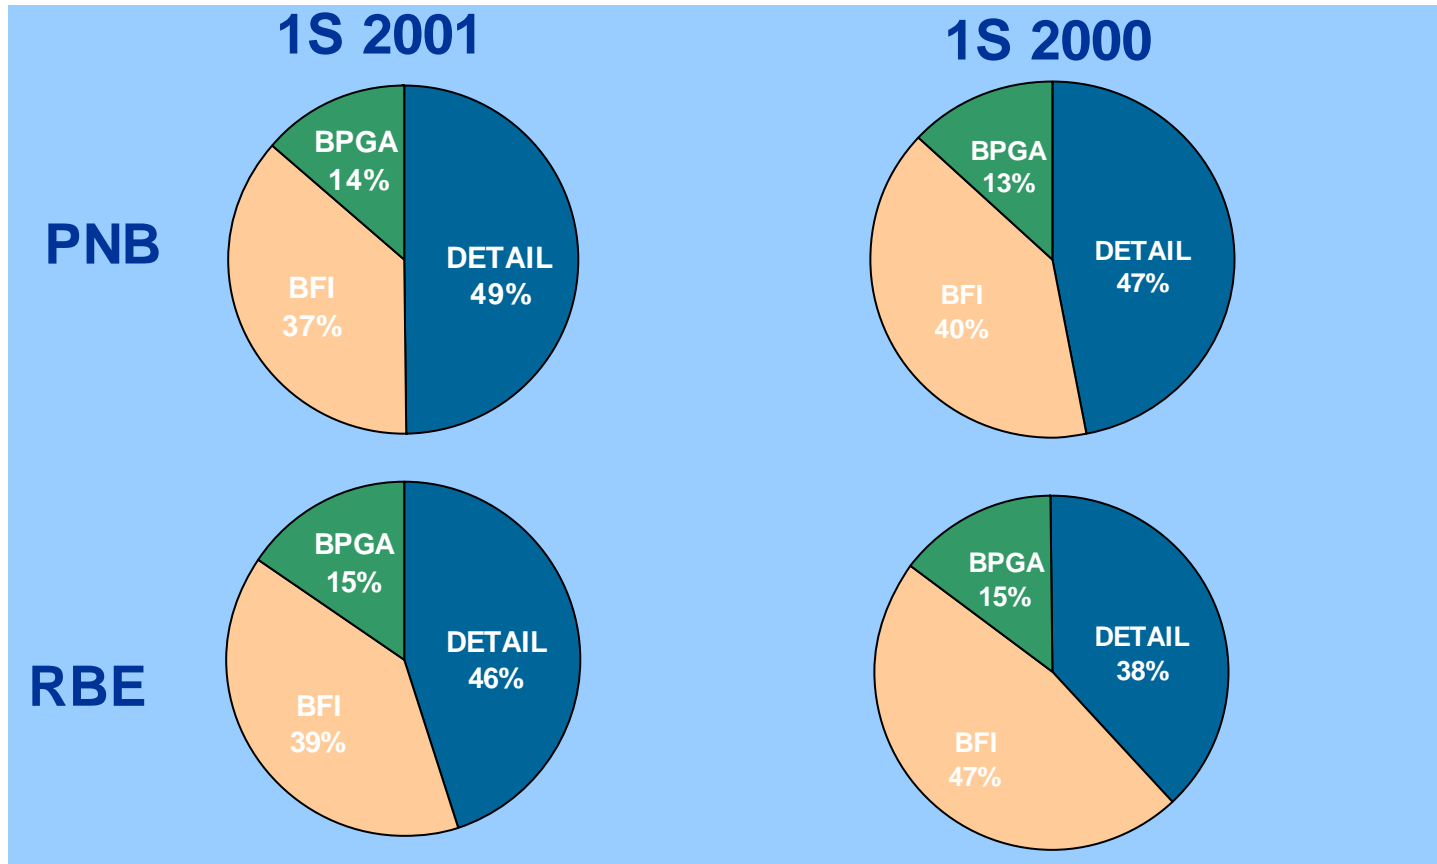 1S 2001
1S 2000
PNB
BPGA
14%
DETAIL
49%
BFI
37%
BPGA
13%
DETAIL
47%
BFI
40%
RBE
BPGA
15%
DETAIL
46%
BFI
39%
BPGA
15%
DETAIL
38%
BFI
47%